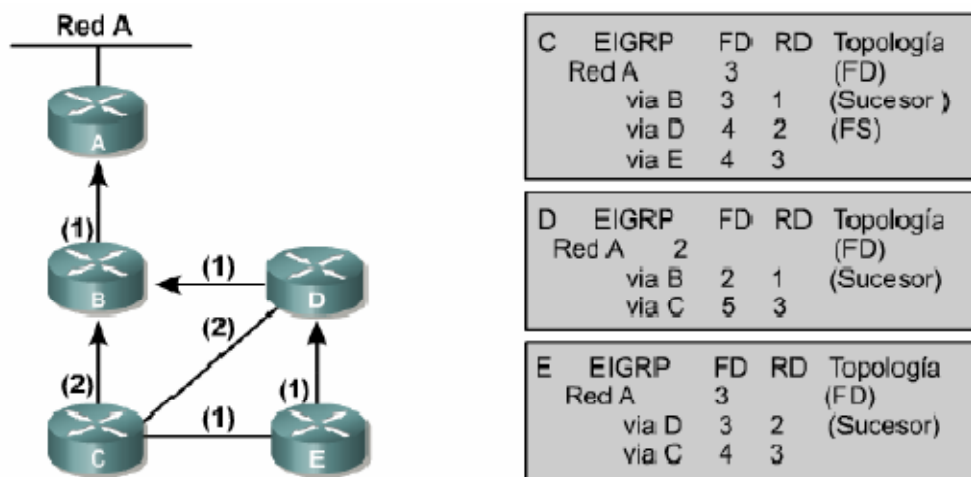 Red A
A
(1)
B
(1)
D
(2)
(2)
(1)
(1)
C
E
C EIGRP FD RD Topología
Red A 3 (FD)
via B 3 1 (Sucesor )
via D 4 2 (FS)
via E 4 3
D EIGRP FD RD Topología
Red A 2 (FD)
via B 2 1 (Sucesor)
via C 5 3
E EIGRP FD RD Topología
Red A 3 (FD)
via D 3 2 (Sucesor)
via C 4 3